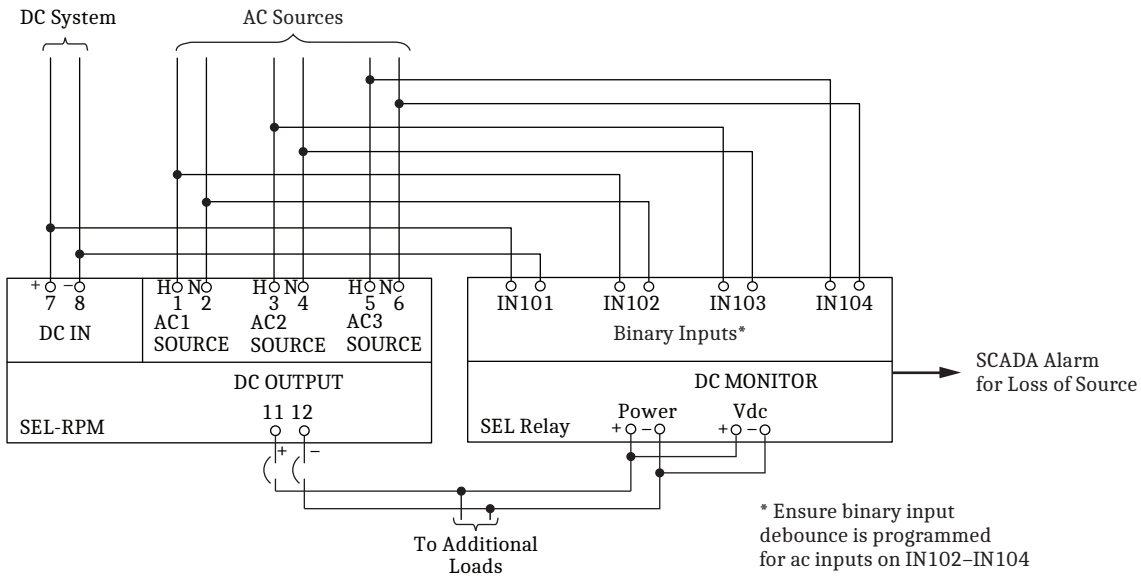 DC System
AC Sources
+ − H N H N H N
7 8 1 2 3 4 5 6
DC IN
AC1
SOURCE
AC2
SOURCE
AC3
SOURCE
DC OUTPUT
11 12
SEL-RPM
+ −
IN101 IN102 IN103 IN104
Binary Inputs*
DC MONITOR
Power Vdc
+ − + −
SEL Relay
SCADA Alarm
for Loss of Source
To Additional
Loads
* Ensure binary input
debounce is programmed
for ac inputs on IN102–IN104